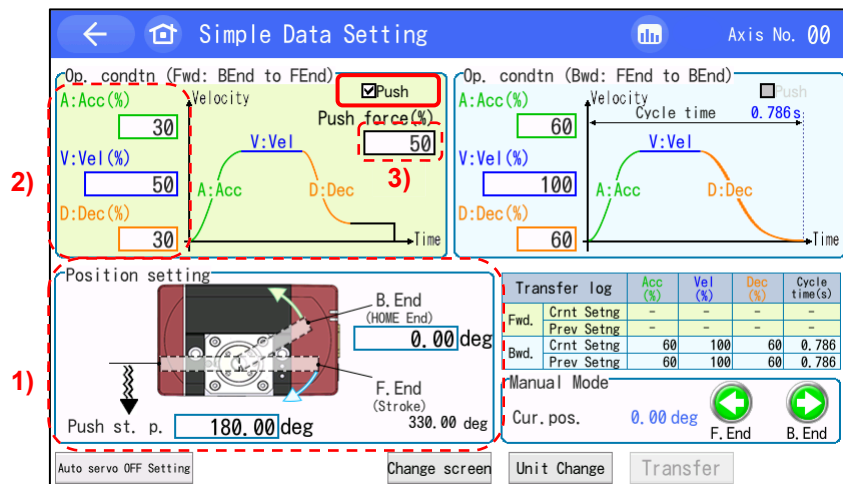 Simple Data Setting
Axis No. 00
Op. condtn (Fwd: BEnd to FEnd)
Push
A:Acc(%)
30
V:Vel(%)
50
D:Dec(%)
30
Velocity
Push force(%)
50
V:Vel
A:Acc
D:Dec
Time
2)
3)
Op. condtn (Bwd: FEnd to BEnd)
Push
A:Acc(%)
60
V:Vel(%)
100
D:Dec(%)
60
Velocity
Cycle time
0.786s
V:Vel
A:Acc
D:Dec
Time
1)
Position setting
B.End
(HOME End)
0.00 deg
F.End
(Stroke)
330.00 deg
Push st. p. 180.00 deg
Transfer log Acc (%) Vel (%) Dec (%) Cycle time(s)
Fwd. Crnt Setng - - - -
Prev Setng - - - -
Bwd. Crnt Setng 60 100 60 0.786
Prev Setng 60 100 60 0.786
Manual Mode
Cur.pos. 0.00 deg
F.End
B.End
Auto servo OFF Setting
Change screen
Unit Change
Transfer